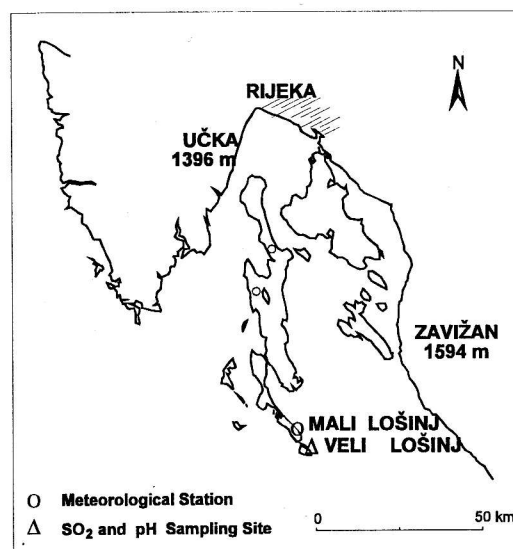 N
RIJEKA
UČKA
1396 m
ZAVIŽAN
1594 m
MALI LOŠINJ
VELI LOŠINJ
O Meteorological Station
Δ SO₂ and pH Sampling Site
0 50 km